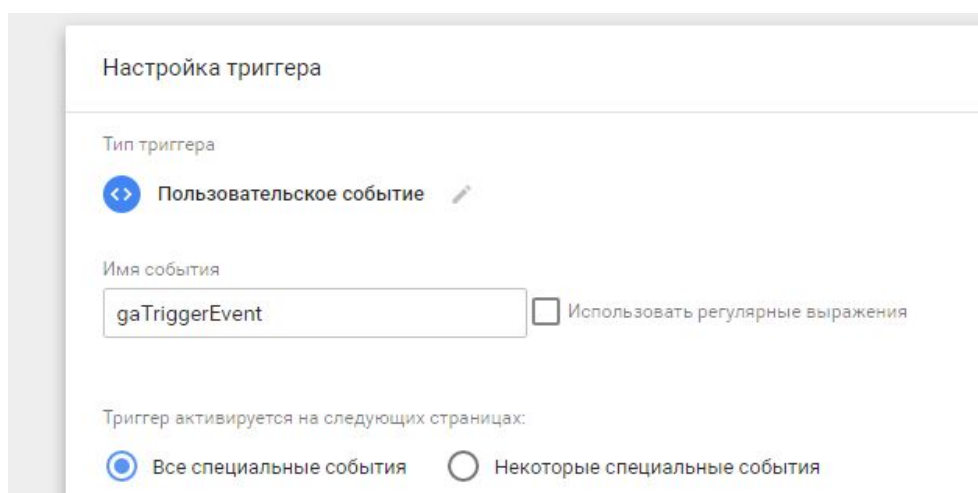 Настройка триггера
Тип триггера
Пользовательское событие
Имя события
gaTriggerEvent
Использовать регулярные выражения
Триггер активируется на следующих страницах:
Все специальные события Некоторые специальные события